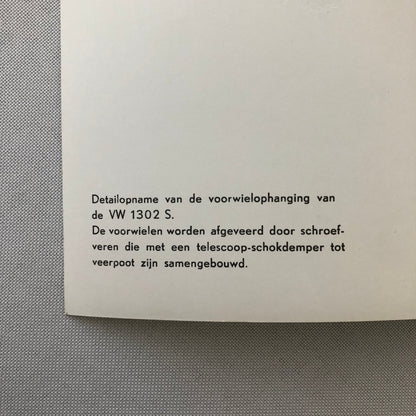 Detailopname van de voorwielophanging van
de VW 1302 S.
De voorwielen worden afgeveerd door schroef-
veren die met een telescoop-schokdemper tot
veerpoot zijn samengebouwd.